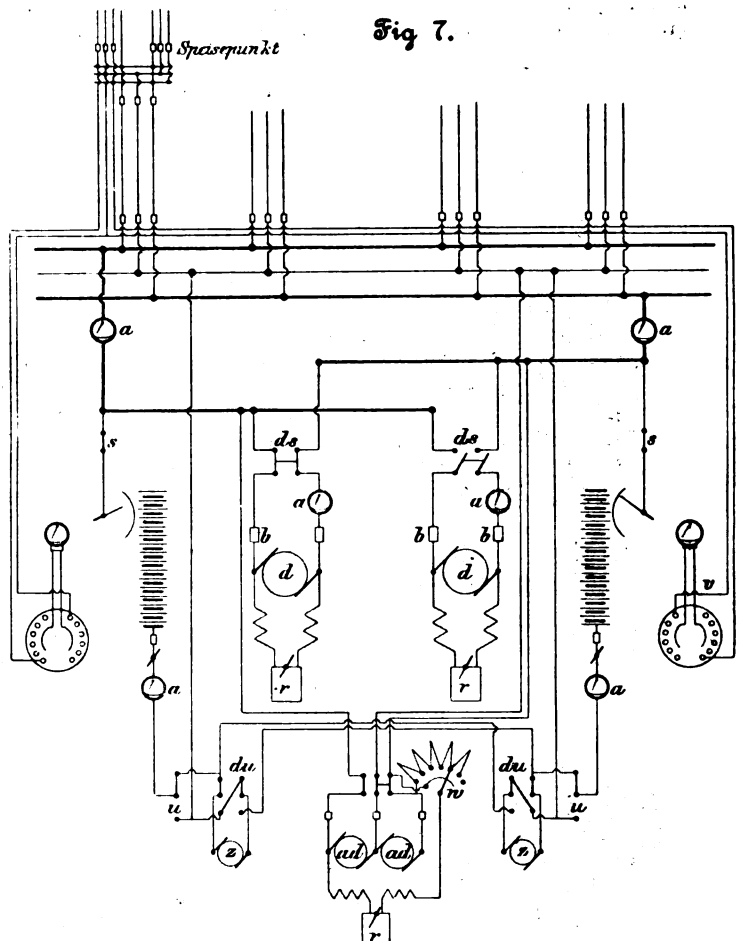 Fig 7.
Speisepunkt
a a
s ds ds s
a a
b b b
d d
v
r r
a a
du w du
u u
z ad ad z
r